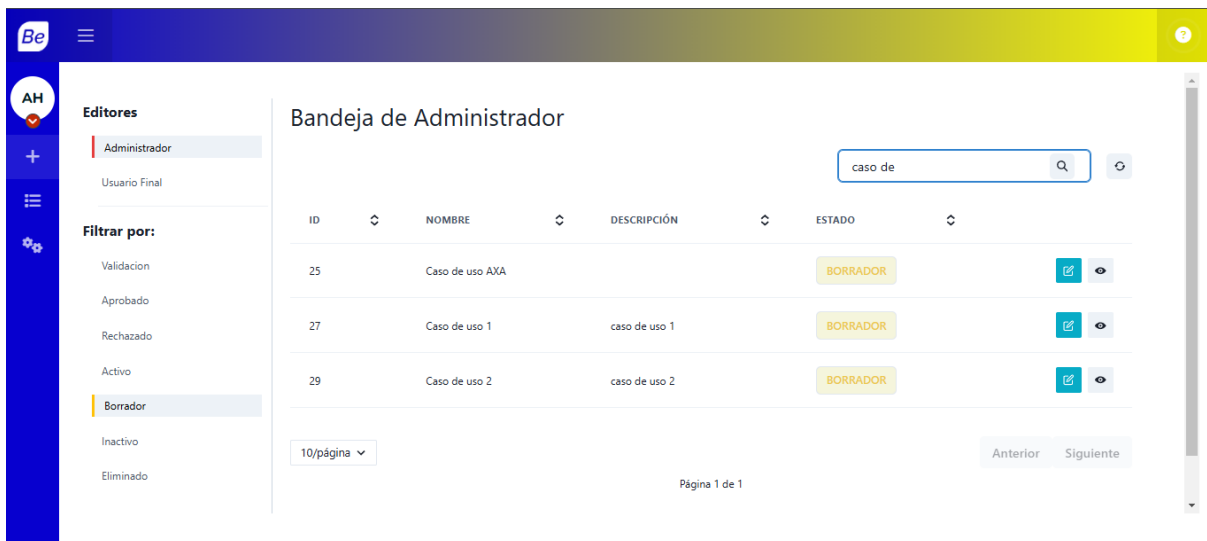 Be
?
AH
Editores
Administrador
Usuario Final
Filtrar por:
Validacion
Aprobado
Rechazado
Activo
Borrador
Inactivo
Eliminado
Bandeja de Administrador
caso de
ID NOMBRE DESCRIPCIÓN ESTADO
25 Caso de uso AXA BORRADOR
27 Caso de uso 1 caso de uso 1 BORRADOR
29 Caso de uso 2 caso de uso 2 BORRADOR
10/página Anterior Siguiente
Página 1 de 1